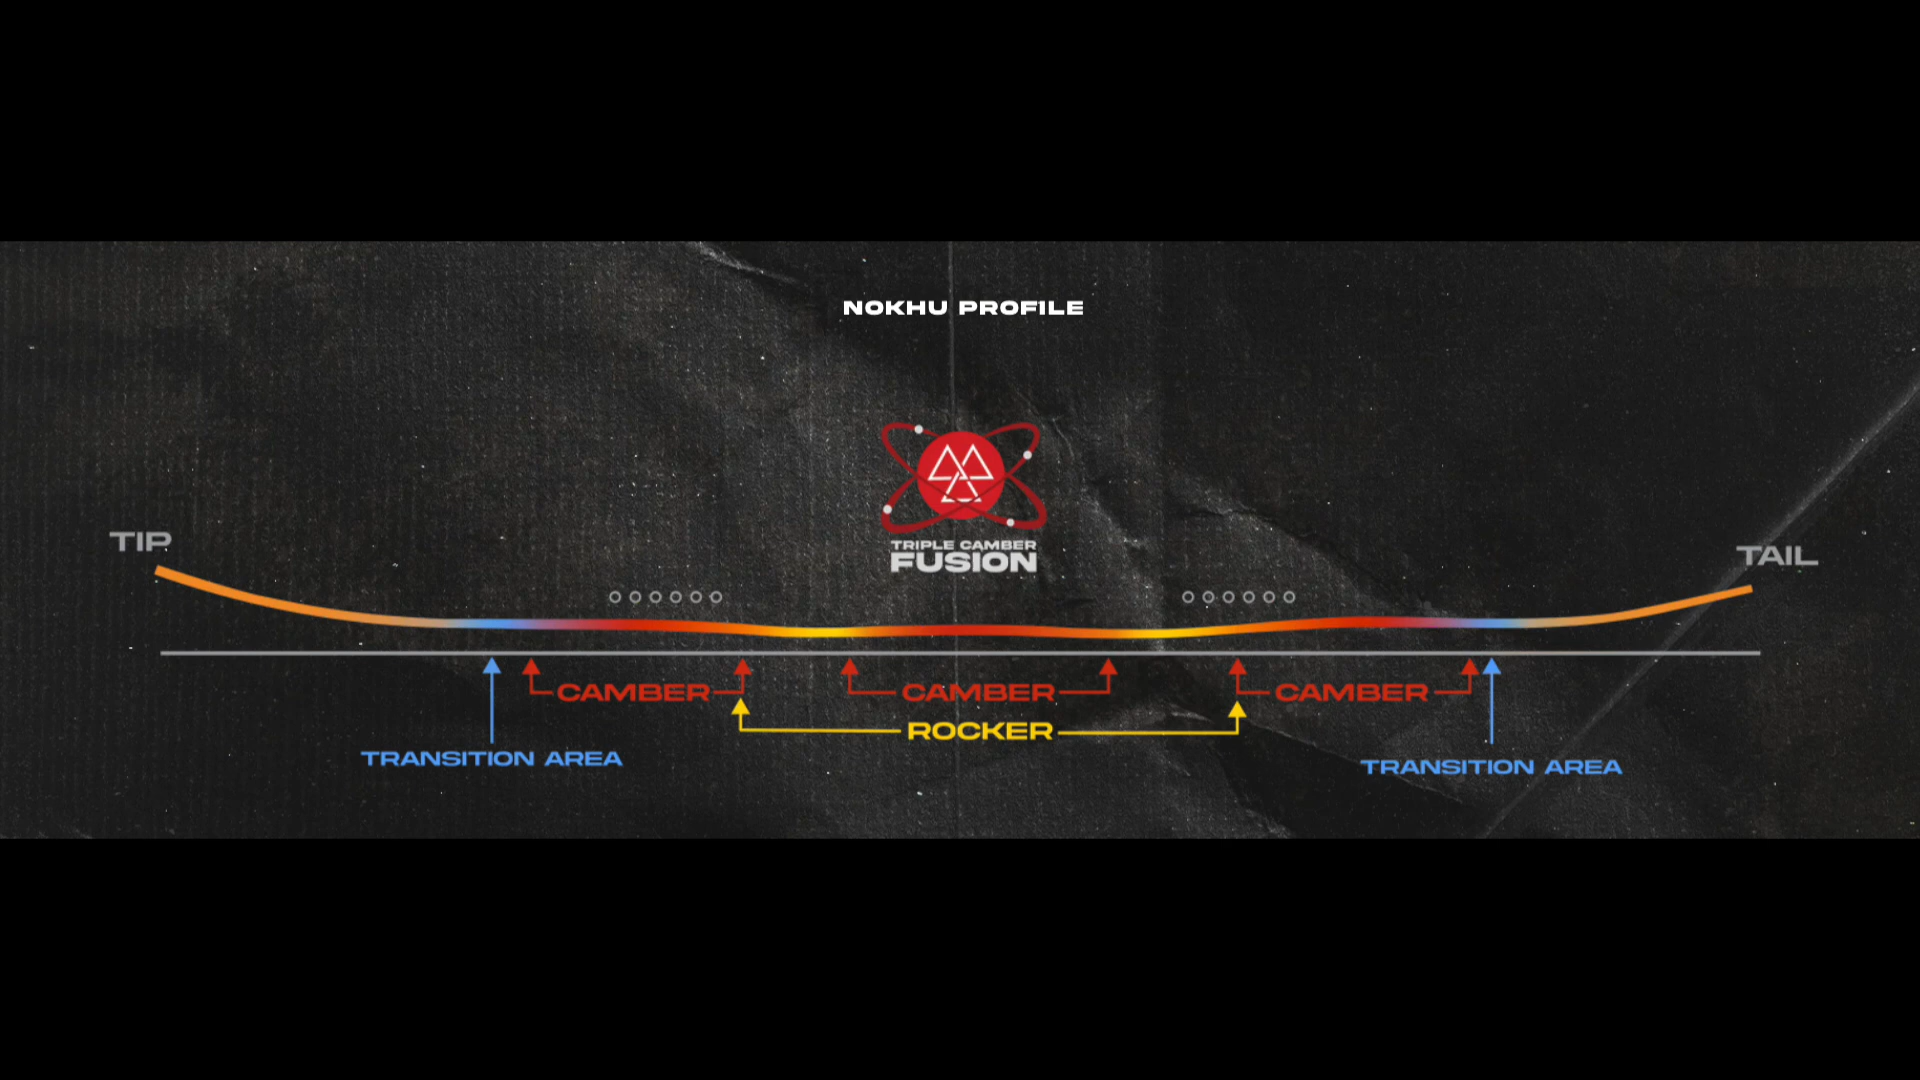 NOKHU PROFILE
TRIPLE CAMBER
FUSION
TIP
TAIL
CAMBER
CAMBER
CAMBER
ROCKER
TRANSITION AREA
TRANSITION AREA